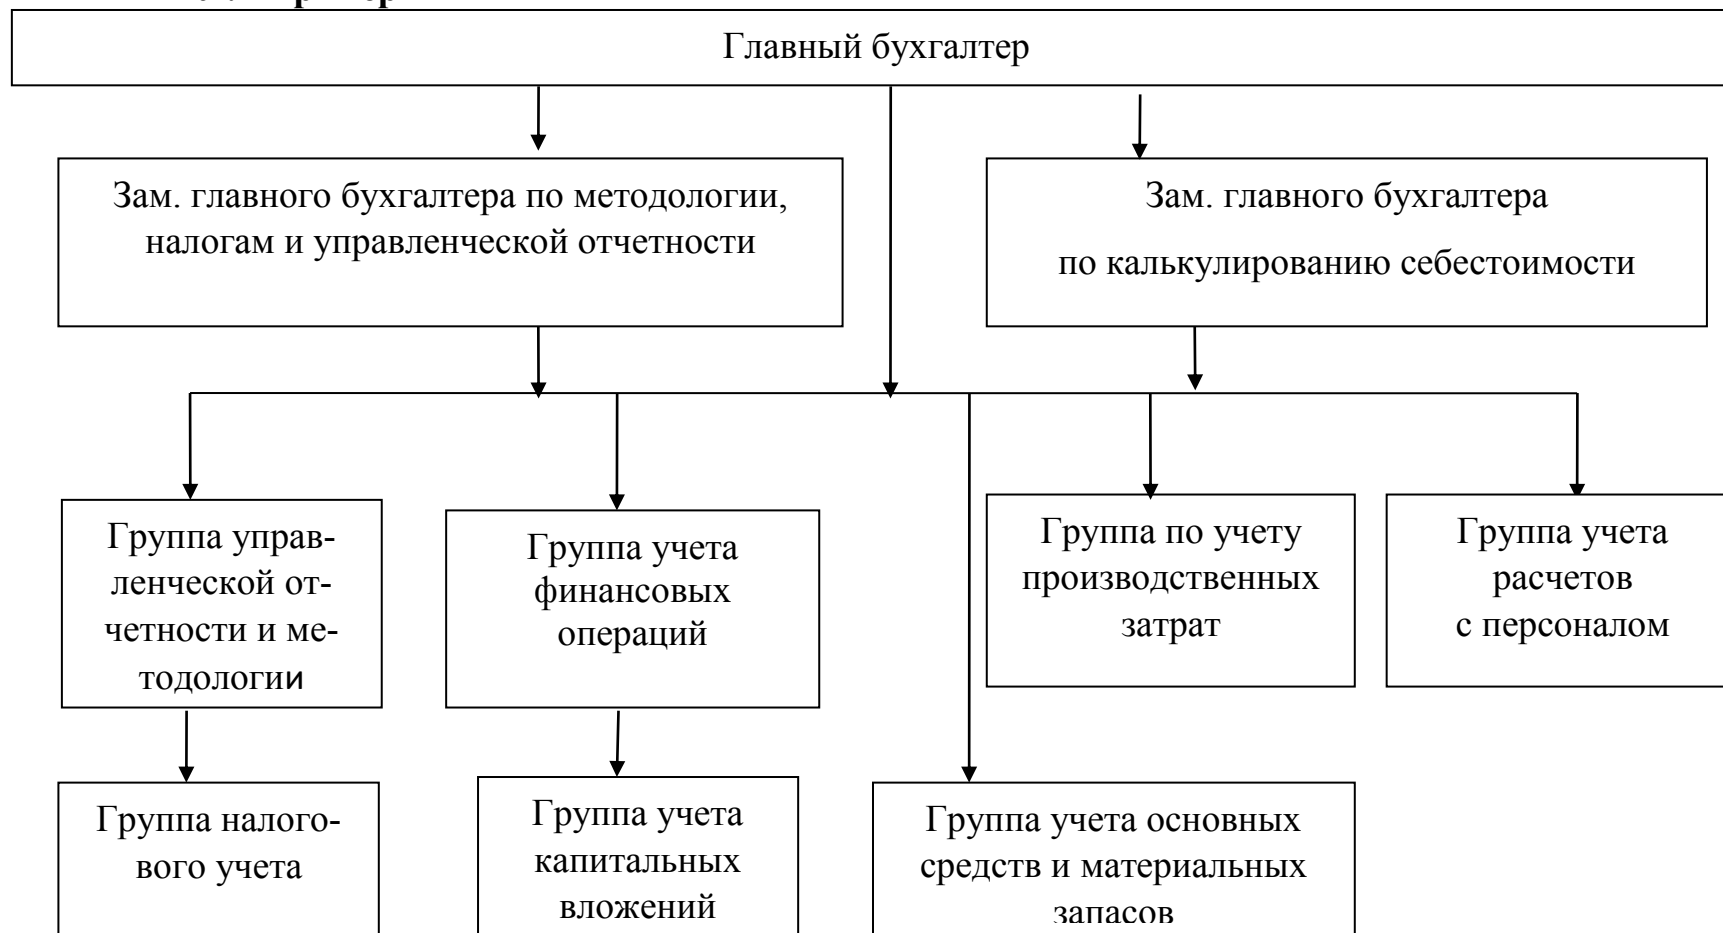 Главный бухгалтер
Зам. главного бухгалтера по методологии,
налогам и управленческой отчетности
Зам. главного бухгалтера
по калькулированию себестоимости
Группа управ-
ленческой от-
четности и ме-
тодологии
Группа учета
финансовых
операций
Группа по учету
производственных
затрат
Группа учета
расчетов
с персоналом
Группа налого-
вого учета
Группа учета
капитальных
вложений
Группа учета основных
средств и материальных
запасов